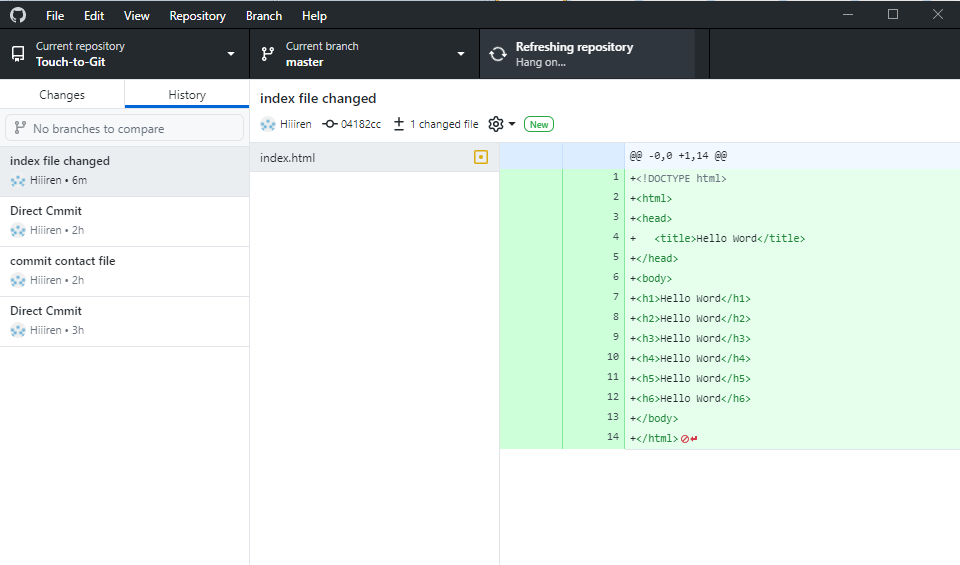 File Edit View Repository Branch Help
Current repository
Touch-to-Git
Current branch
master
Refreshing repository
Hang on...
Changes
History
No branches to compare
index file changed
Hiiiren • 6m
Direct Cmmit
Hiiiren • 2h
commit contact file
Hiiiren • 2h
Direct Cmmit
Hiiiren • 3h
index file changed
Hiiiren 04182cc 1 changed file New
index.html
@@ -0,0 +1,14 @@
1 +<!DOCTYPE html>
2 +<html>
3 +<head>
4 +   <title>Hello Word</title>
5 +</head>
6 +<body>
7 +<h1>Hello Word</h1>
8 +<h2>Hello Word</h2>
9 +<h3>Hello Word</h3>
10 +<h4>Hello Word</h4>
11 +<h5>Hello Word</h5>
12 +<h6>Hello Word</h6>
13 +</body>
14 +</html>